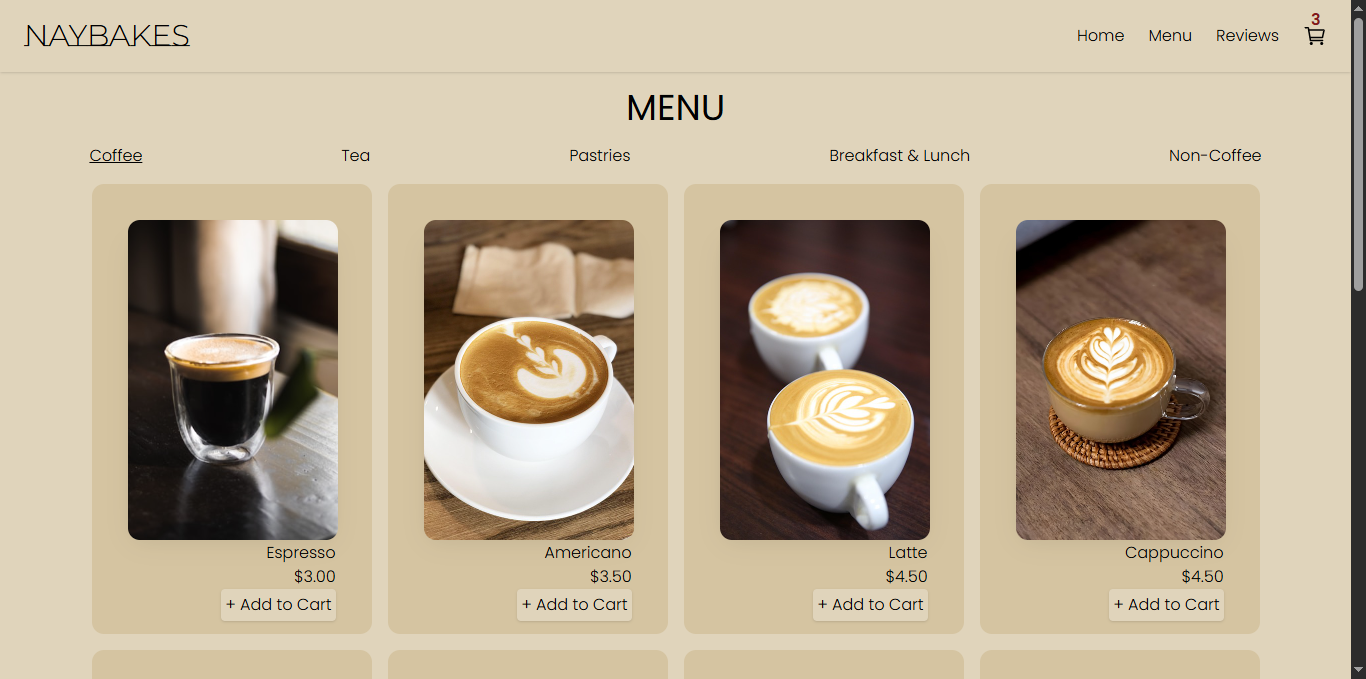 NAYBAKES
Home Menu Reviews 3
MENU
Coffee Tea Pastries Breakfast & Lunch Non-Coffee
Espresso Americano Latte Cappuccino
$3.00 $3.50 $4.50 $4.50
+ Add to Cart + Add to Cart + Add to Cart + Add to Cart